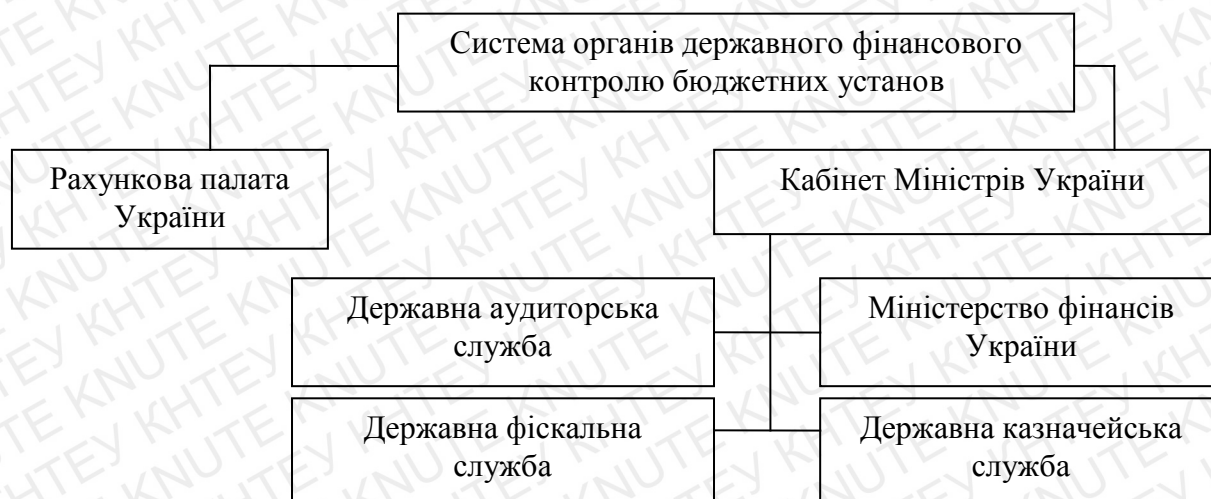 Система органів державного фінансового
контролю бюджетних установ
Рахункова палата
України
Кабінет Міністрів України
Державна аудиторська
служба
Міністерство фінансів
України
Державна фіскальна
служба
Державна казначейська
служба